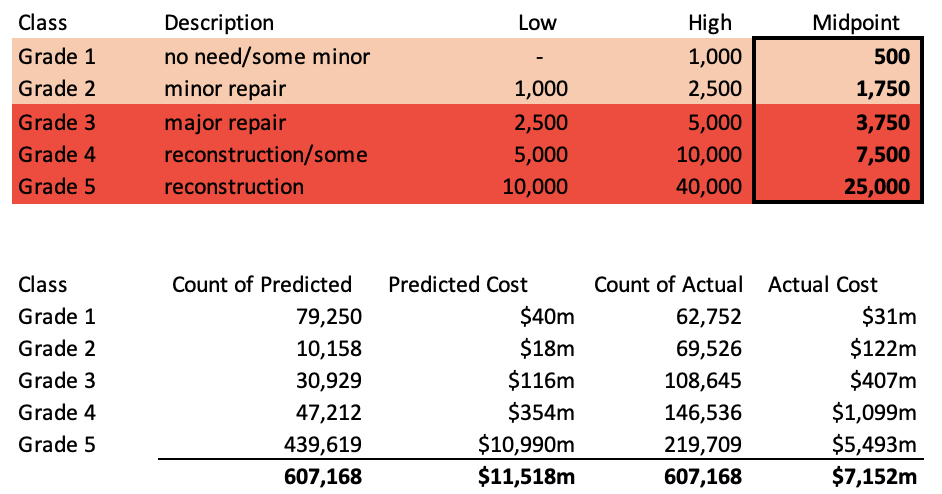 Class Description Low High Midpoint
Grade 1 no need/some minor - 1,000 500
Grade 2 minor repair 1,000 2,500 1,750
Grade 3 major repair 2,500 5,000 3,750
Grade 4 reconstruction/some 5,000 10,000 7,500
Grade 5 reconstruction 10,000 40,000 25,000
Class Count of Predicted Predicted Cost Count of Actual Actual Cost
Grade 1 79,250 $40m 62,752 $31m
Grade 2 10,158 $18m 69,526 $122m
Grade 3 30,929 $116m 108,645 $407m
Grade 4 47,212 $354m 146,536 $1,099m
Grade 5 439,619 $10,990m 219,709 $5,493m
607,168 $11,518m 607,168 $7,152m